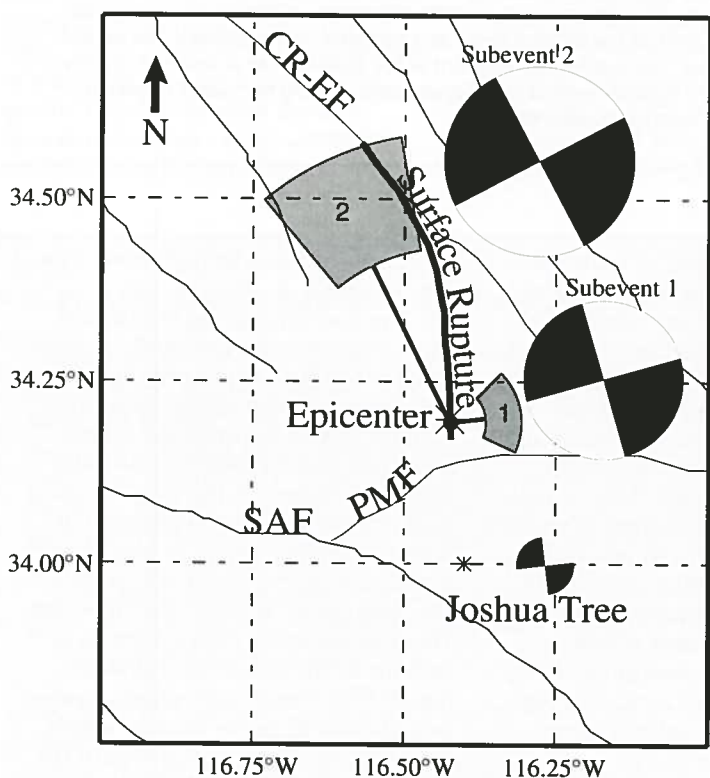 CR-EF
Subevent 2
N
34.50°N
2
Surface Rupture
Subevent 1
34.25°N
Epicenter
1
PMF
SAF
34.00°N
Joshua Tree
116.75°W
116.50°W
116.25°W